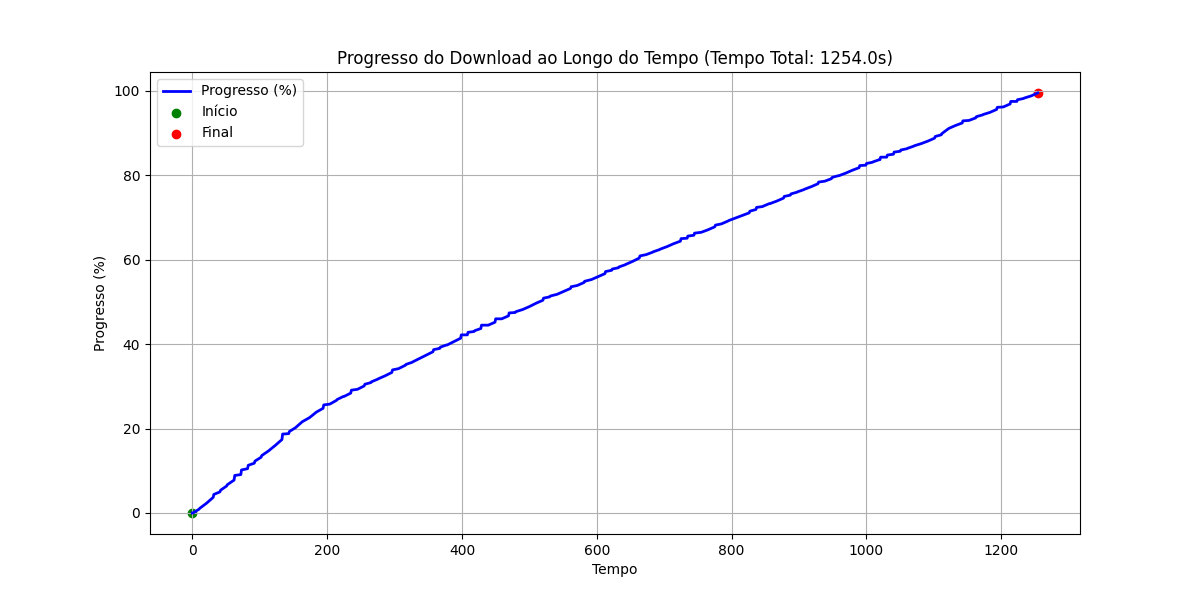 Progresso do Download ao Longo do Tempo (Tempo Total: 1254.0s)
Progresso (%)
Início
Final
Progresso (%)
100
80
60
40
20
0
0 200 400 600 800 1000 1200
Tempo